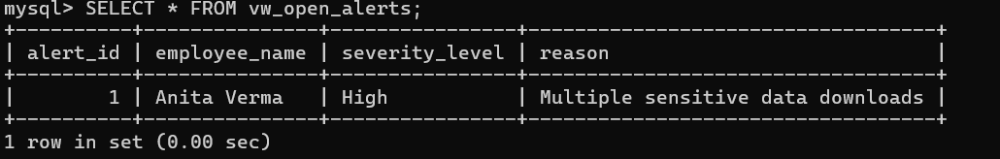 mysql> SELECT * FROM vw_open_alerts;
+----------+---------------+----------------+----------------------------------+
| alert_id | employee_name | severity_level | reason                           |
+----------+---------------+----------------+----------------------------------+
|        1 | Anita Verma   | High           | Multiple sensitive data downloads |
+----------+---------------+----------------+----------------------------------+
1 row in set (0.00 sec)